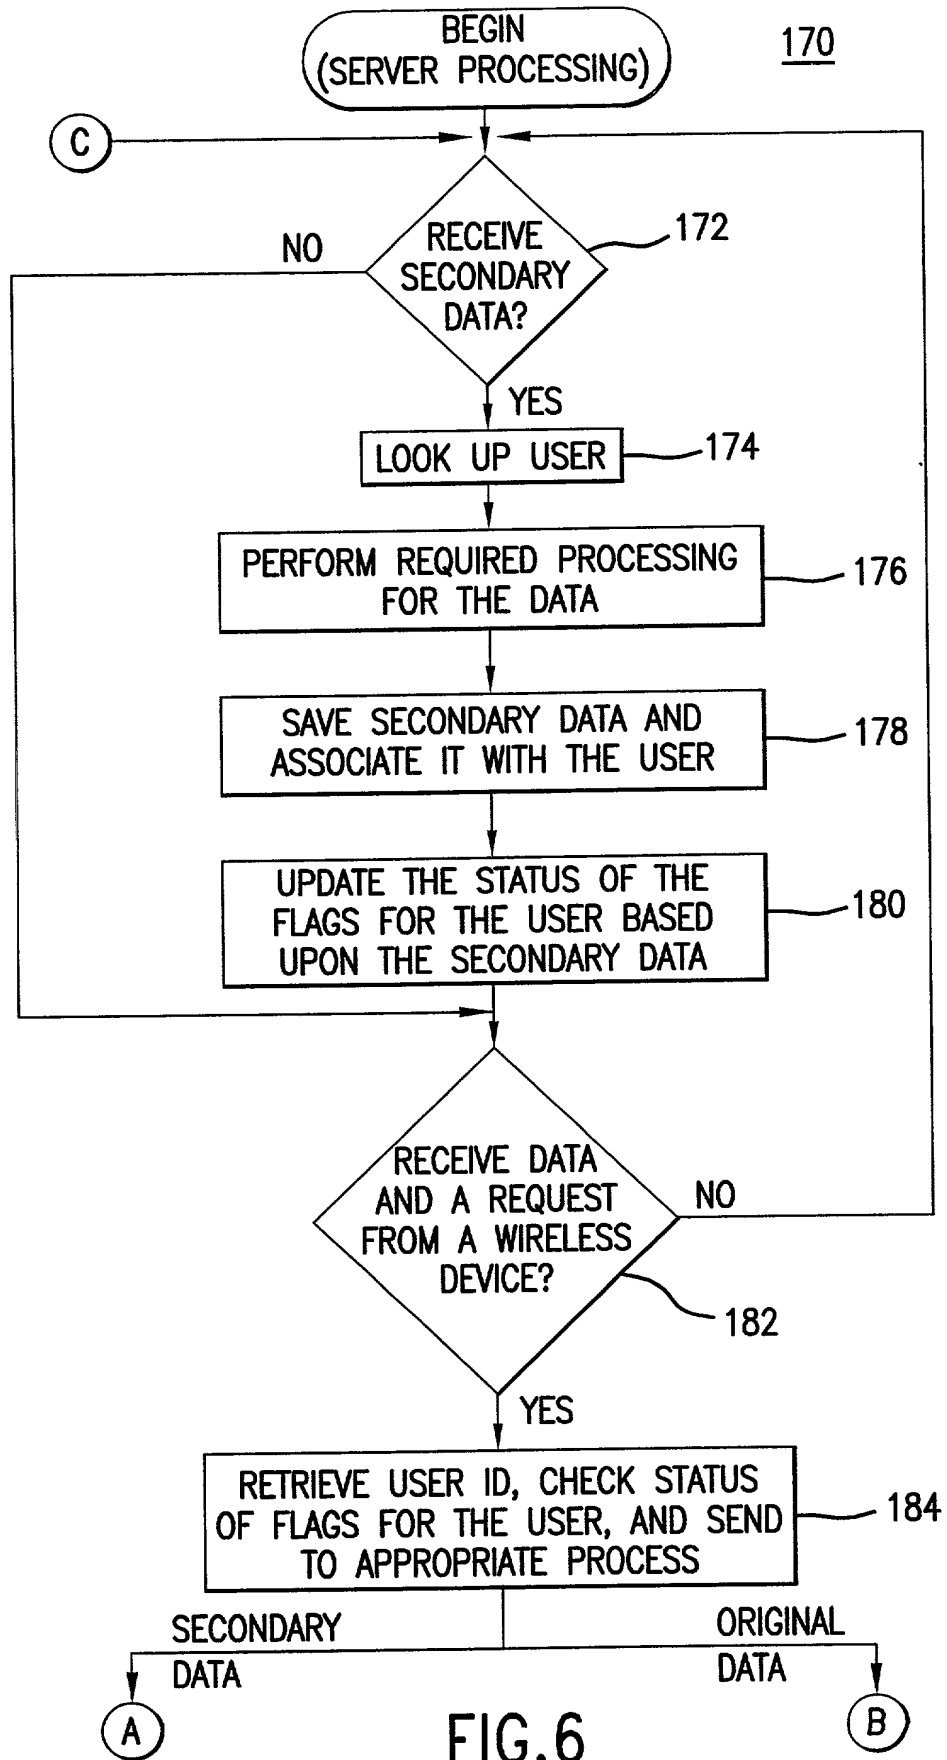 BEGIN
(SERVER PROCESSING)
170
C
NO
RECEIVE
SECONDARY
DATA?
172
YES
LOOK UP USER
174
PERFORM REQUIRED PROCESSING
FOR THE DATA
176
SAVE SECONDARY DATA AND
ASSOCIATE IT WITH THE USER
178
UPDATE THE STATUS OF THE
FLAGS FOR THE USER BASED
UPON THE SECONDARY DATA
180
RECEIVE DATA
AND A REQUEST
FROM A WIRELESS
DEVICE?
NO
182
YES
RETRIEVE USER ID, CHECK STATUS
OF FLAGS FOR THE USER, AND SEND
TO APPROPRIATE PROCESS
184
SECONDARY
DATA
ORIGINAL
DATA
A
B
FIG.6